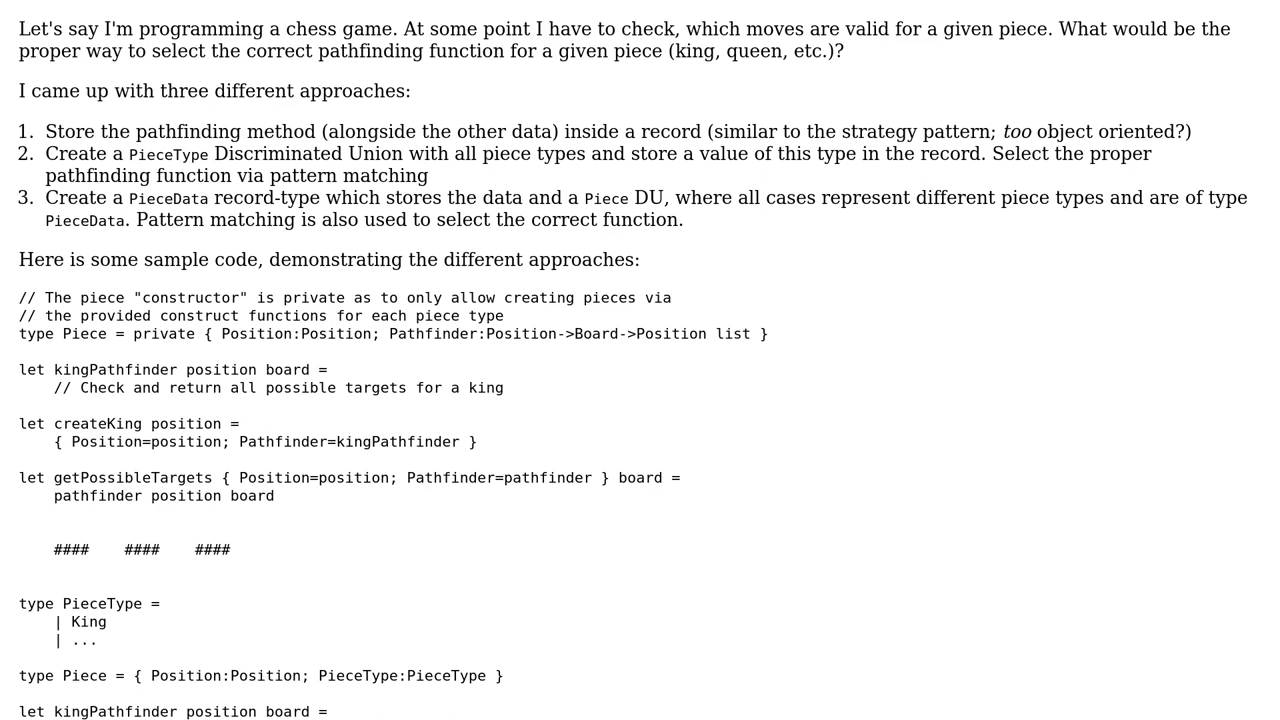 Let's say I'm programming a chess game. At some point I have to check, which moves are valid for a given piece. What would be the
proper way to select the correct pathfinding function for a given piece (king, queen, etc.)?
I came up with three different approaches:
1. Store the pathfinding method (alongside the other data) inside a record (similar to the strategy pattern; too object oriented?)
2. Create a PieceType Discriminated Union with all piece types and store a value of this type in the record. Select the proper
pathfinding function via pattern matching
3. Create a PieceData record-type which stores the data and a Piece DU, where all cases represent different piece types and are of type
PieceData. Pattern matching is also used to select the correct function.
Here is some sample code, demonstrating the different approaches:
// The piece "constructor" is private as to only allow creating pieces via
// the provided construct functions for each piece type
type Piece = private { Position:Position; Pathfinder:Position->Board->Position list }
let kingPathfinder position board =
    // Check and return all possible targets for a king
let createKing position =
    { Position=position; Pathfinder=kingPathfinder }
let getPossibleTargets { Position=position; Pathfinder=pathfinder } board =
    pathfinder position board
    ####    ####    ####
type PieceType =
    | King
    | ...
type Piece = { Position:Position; PieceType:PieceType }
let kingPathfinder position board =